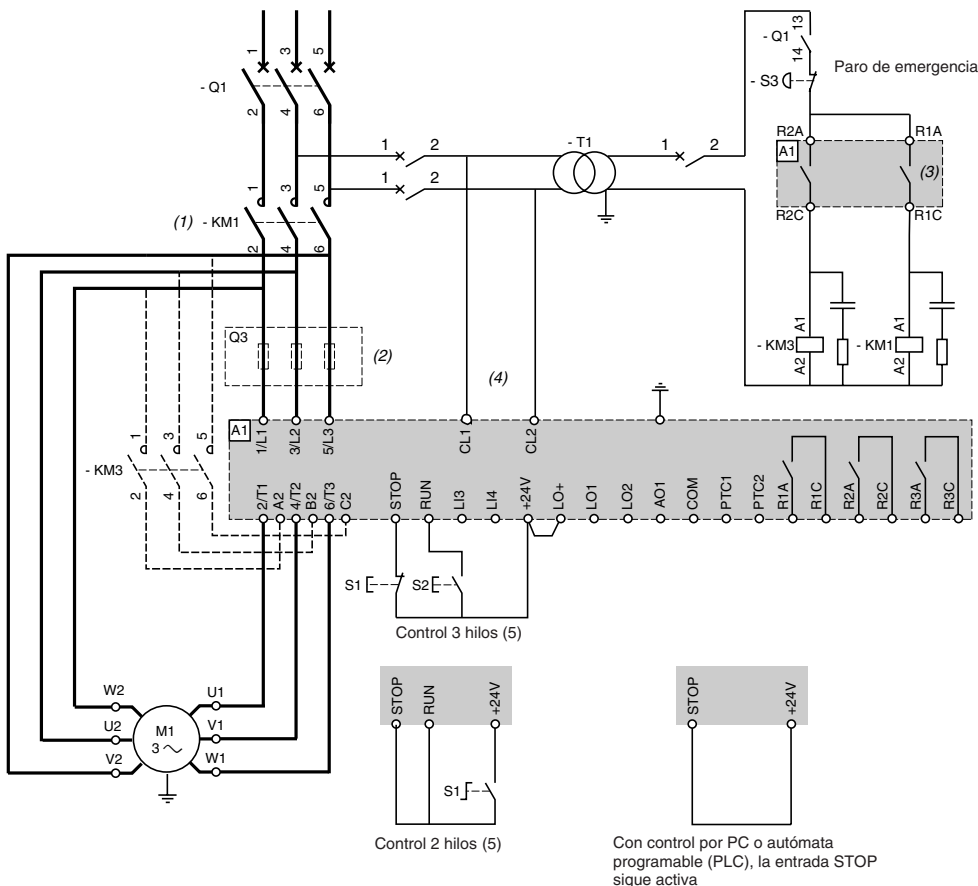 1 3 5
- Q1
2 4 6
13
- Q1
14
- S3
Paro de emergencia
1 2
- T1
1 2
1 2
R2A R1A
A1
(3)
R2C R1C
1 3 5
(1) - KM1
2 4 6
A1 A1
- KM3 - KM1
A2 A2
Q3
(2)
(4)
A1
1/L1 3/L2 5/L3 CL1 CL2
1 3 5
- KM3
2 4 6
2/T1 A2 4/T2 B2 6/T3 C2 STOP RUN LI3 LI4 +24V LO+ LO1 LO2 AO1 COM PTC1 PTC2 R1A R1C R2A R2C R3A R3C
S1 S2
Control 3 hilos (5)
W2 U1
U2 M1 V1
3
V2 W1
STOP RUN +24V
S1
Control 2 hilos (5)
STOP +24V
Con control por PC o autómata
programable (PLC), la entrada STOP
sigue activa